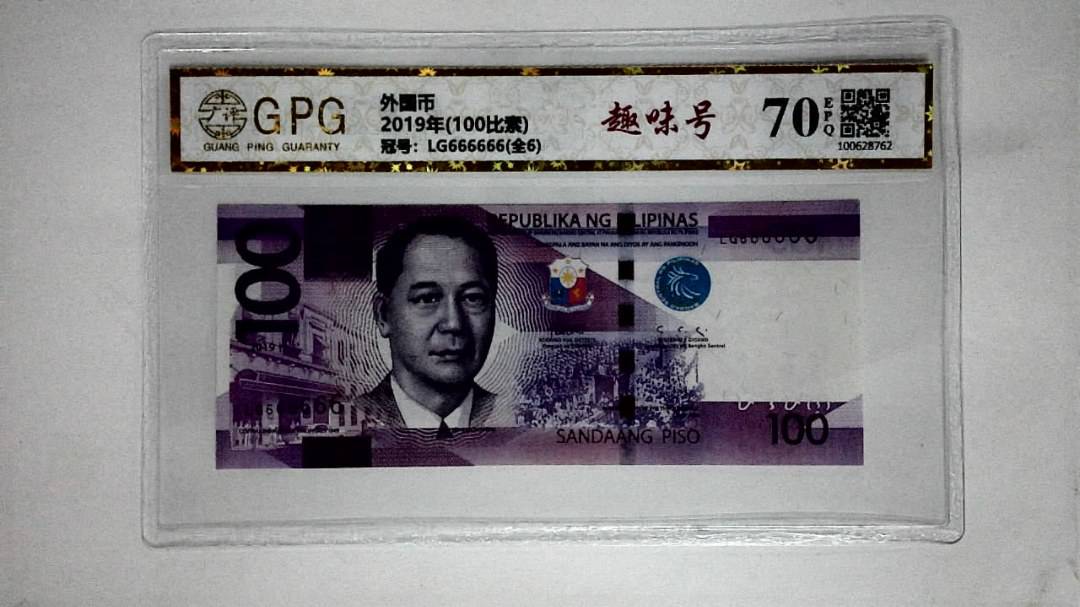 GPG
GUANG PING GUARANTY
外国币
2019年(100比索)
冠号：LG666666(全6)
趣味号
70
EPQ
100628762
100
REPUBLIKA NG PILIPINAS
SANDAANG PISO
100